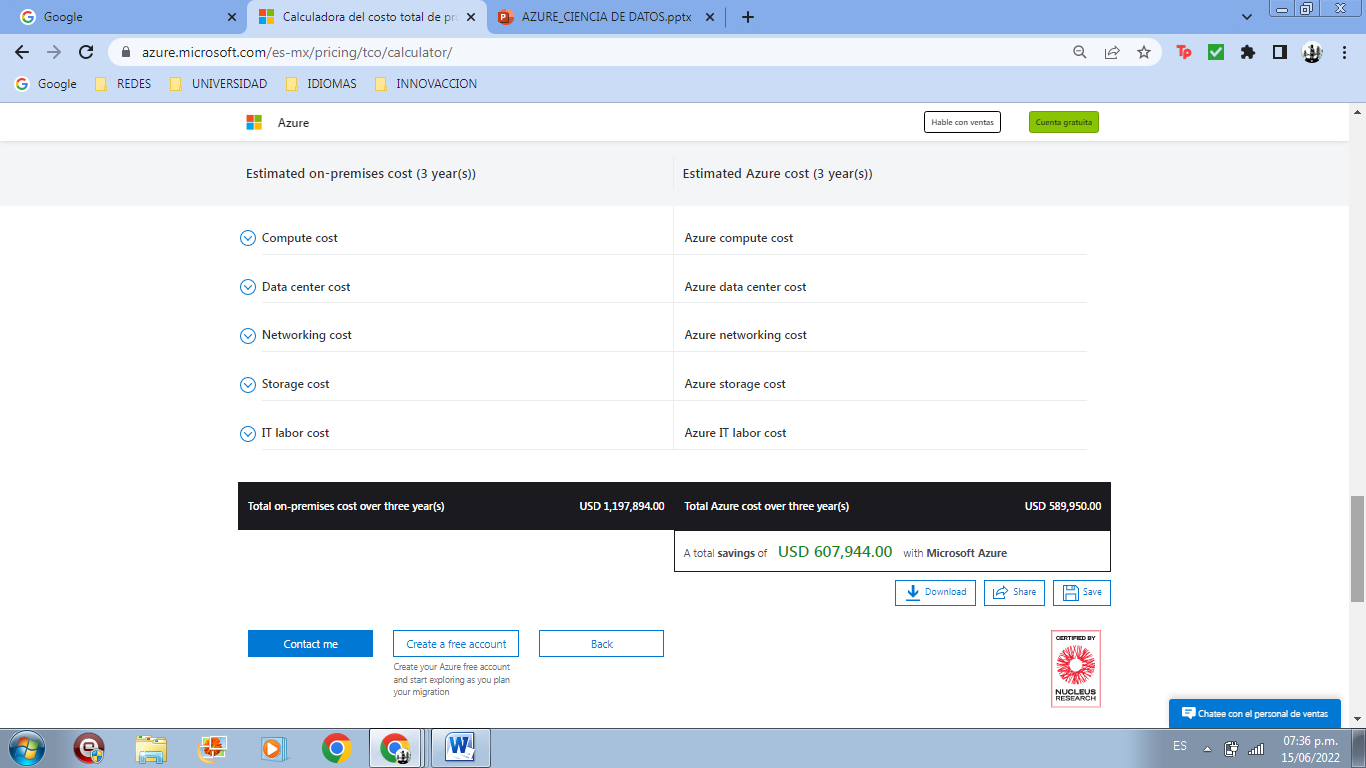 Google
Calculadora del costo total de pro
AZURE_CIENCIA DE DATOS.pptx
azure.microsoft.com/es-mx/pricing/tco/calculator/
Tp
Google
REDES
UNIVERSIDAD
IDIOMAS
INNOVACCION
Azure
Hable con ventas
Cuenta gratuita
Estimated on-premises cost (3 year(s))
Estimated Azure cost (3 year(s))
Compute cost
Azure compute cost
Data center cost
Azure data center cost
Networking cost
Azure networking cost
Storage cost
Azure storage cost
IT labor cost
Azure IT labor cost
Total on-premises cost over three year(s)
USD 1,197,894.00
Total Azure cost over three year(s)
USD 589,950.00
A total savings of USD 607,944.00 with Microsoft Azure
Download
Share
Save
Contact me
Create a free account
Back
Create your Azure free account
and start exploring as you plan
your migration
CERTIFIED BY
NUCLEUS
RESEARCH
Chatee con el personal de ventas
ES
07:36 p.m.
15/06/2022